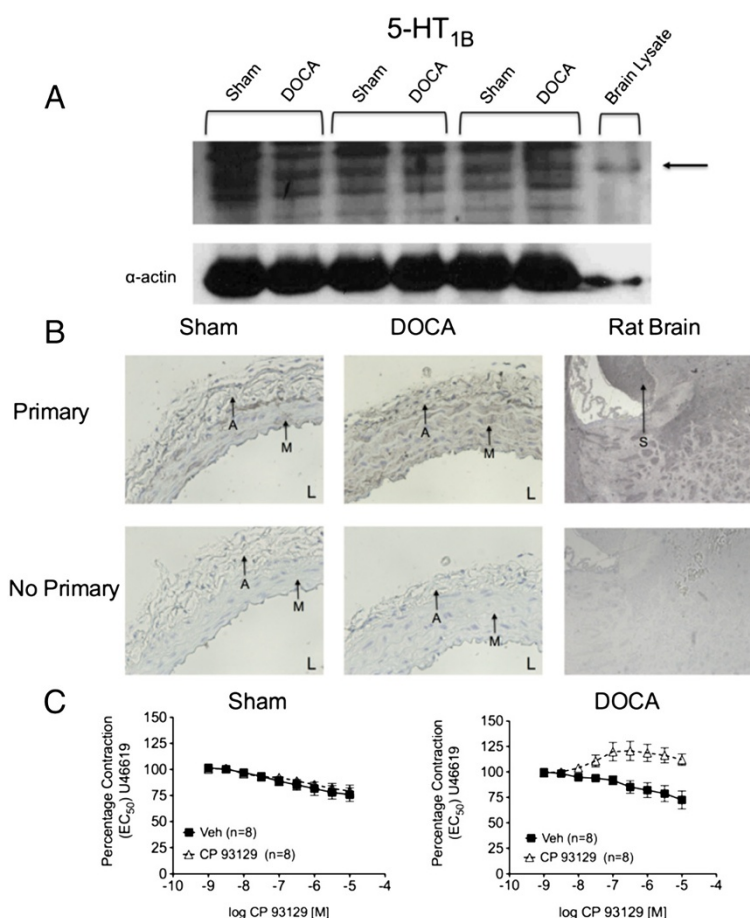 5-HT1B
A
Sham DOCA Sham DOCA Sham DOCA Brain Lysate
α-actin
B
Sham DOCA Rat Brain
Primary
A
M
L
A
M
L
S
No Primary
A
M
L
A
M
L
C
Sham
Percentage Contraction
(EC50) U46619
150
125
100
75
50
25
0
Veh (n=8)
CP 93129 (n=8)
-10 -9 -8 -7 -6 -5 -4
log CP 93129 [M]
DOCA
Percentage Contraction
(EC50) U46619
150
125
100
75
50
25
0
Veh (n=8)
CP 93129 (n=8)
-10 -9 -8 -7 -6 -5 -4
log CP 93129 [M]